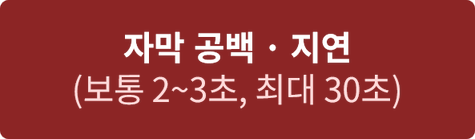 자막 공백 · 지연
(보통 2~3초, 최대 30초)